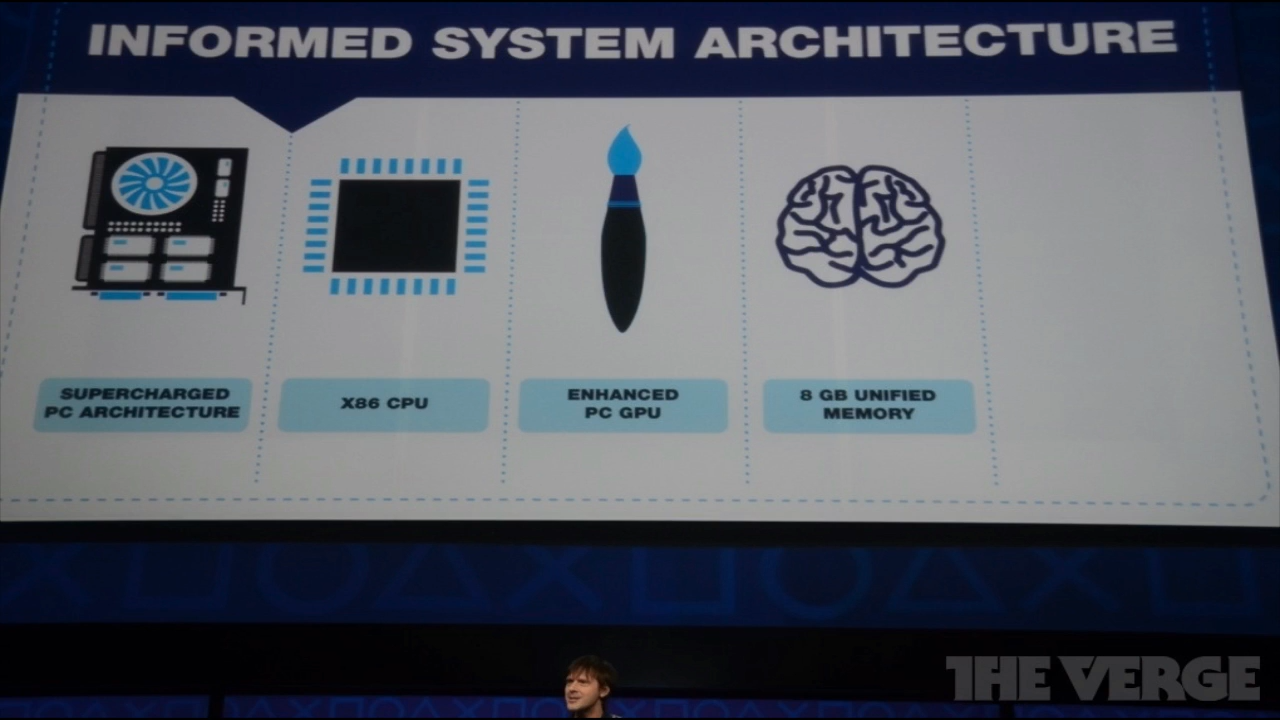 INFORMED SYSTEM ARCHITECTURE
SUPERCHARGED
PC ARCHITECTURE
X86 CPU
ENHANCED
PC GPU
8 GB UNIFIED
MEMORY
THE VERGE